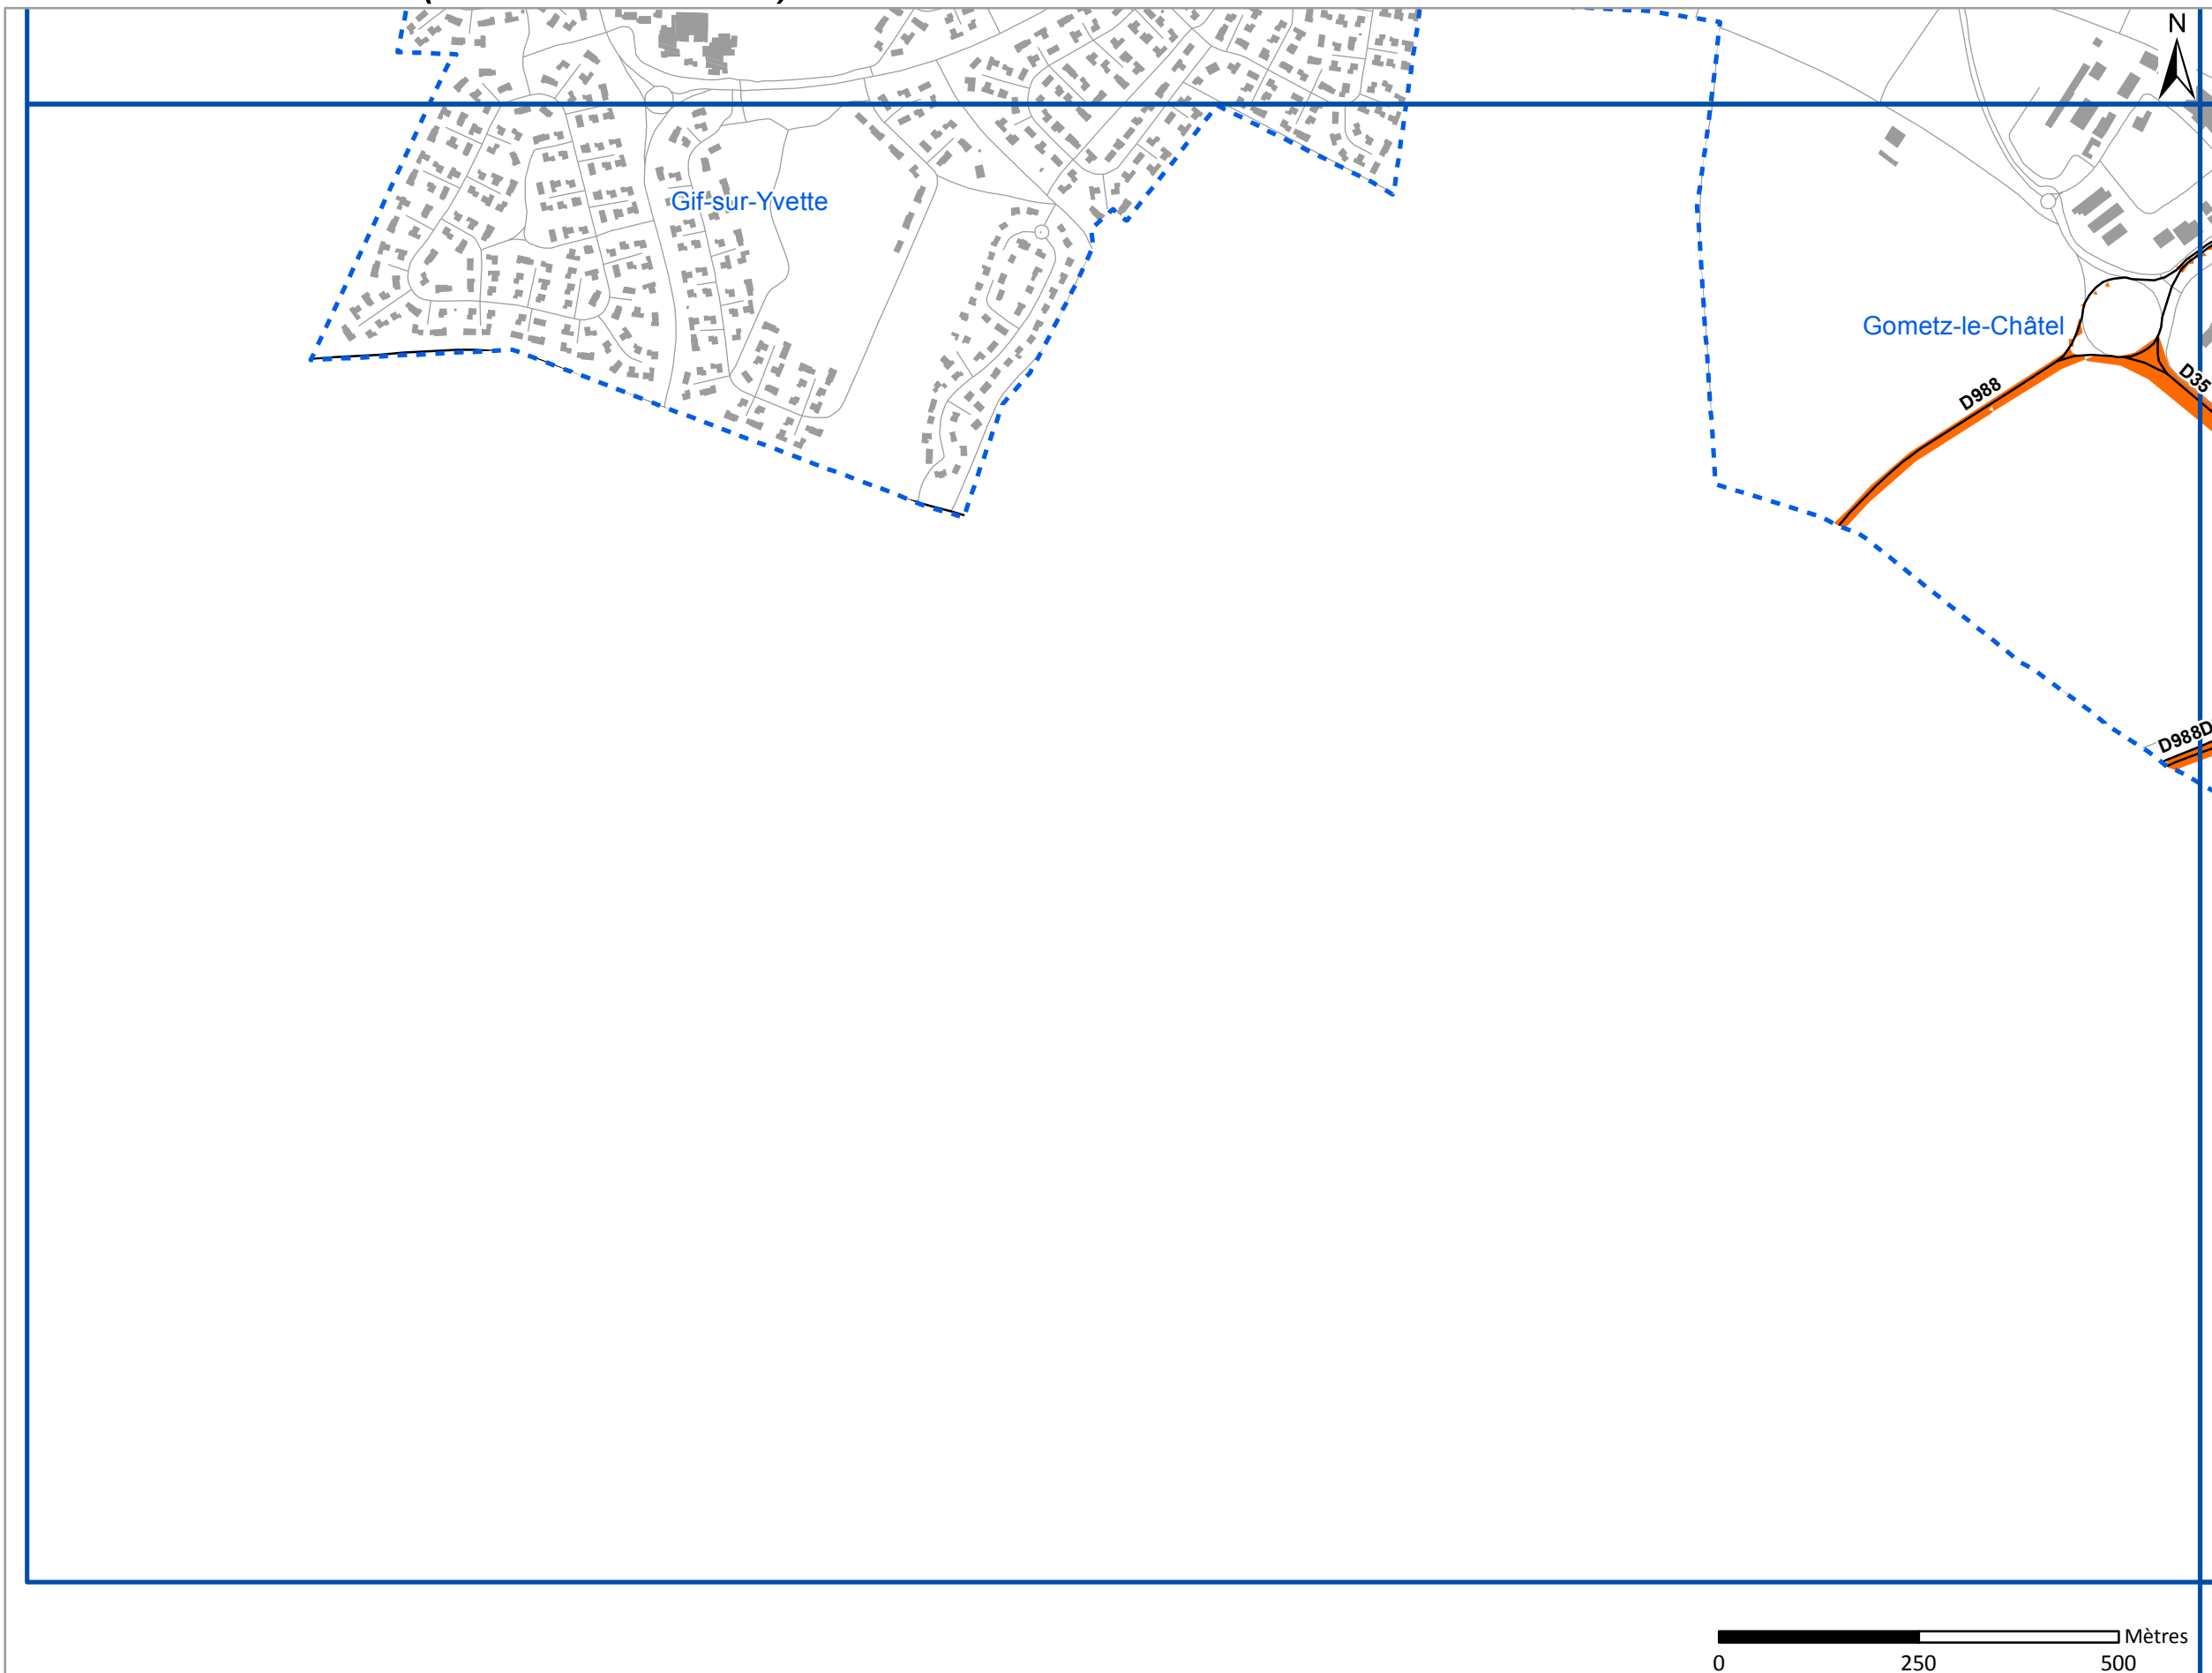 N
Gif-sur-Yvette
Gometz-le-Châtel
D988
D35
D988D
Mètres
0 250 500